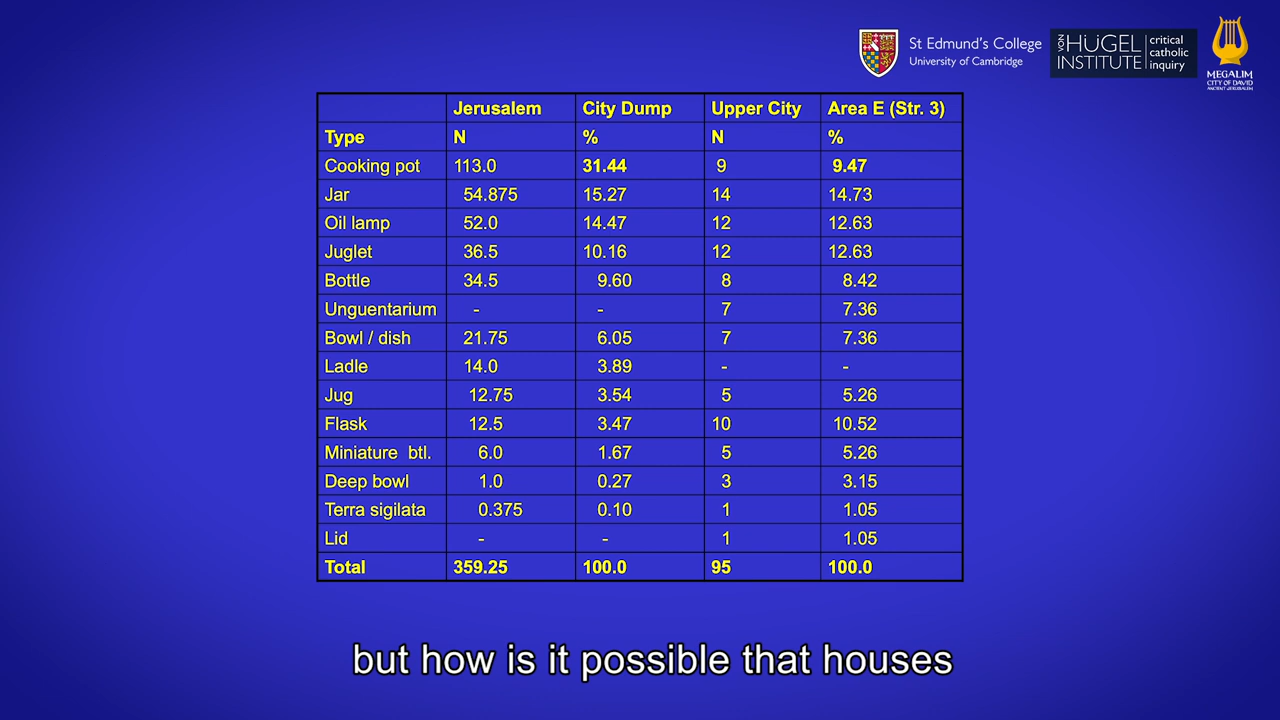 St Edmund's College
University of Cambridge
VON HÜGEL INSTITUTE
critical catholic inquiry
MEGALIM
CITY OF DAVID
ANCIENT JERUSALEM
Jerusalem City Dump Upper City Area E (Str. 3)
Type N % N %
Cooking pot 113.0 31.44 9 9.47
Jar 54.875 15.27 14 14.73
Oil lamp 52.0 14.47 12 12.63
Juglet 36.5 10.16 12 12.63
Bottle 34.5 9.60 8 8.42
Unguentarium - - 7 7.36
Bowl / dish 21.75 6.05 7 7.36
Ladle 14.0 3.89 - -
Jug 12.75 3.54 5 5.26
Flask 12.5 3.47 10 10.52
Miniature btl. 6.0 1.67 5 5.26
Deep bowl 1.0 0.27 3 3.15
Terra sigilata 0.375 0.10 1 1.05
Lid - - 1 1.05
Total 359.25 100.0 95 100.0
but how is it possible that houses